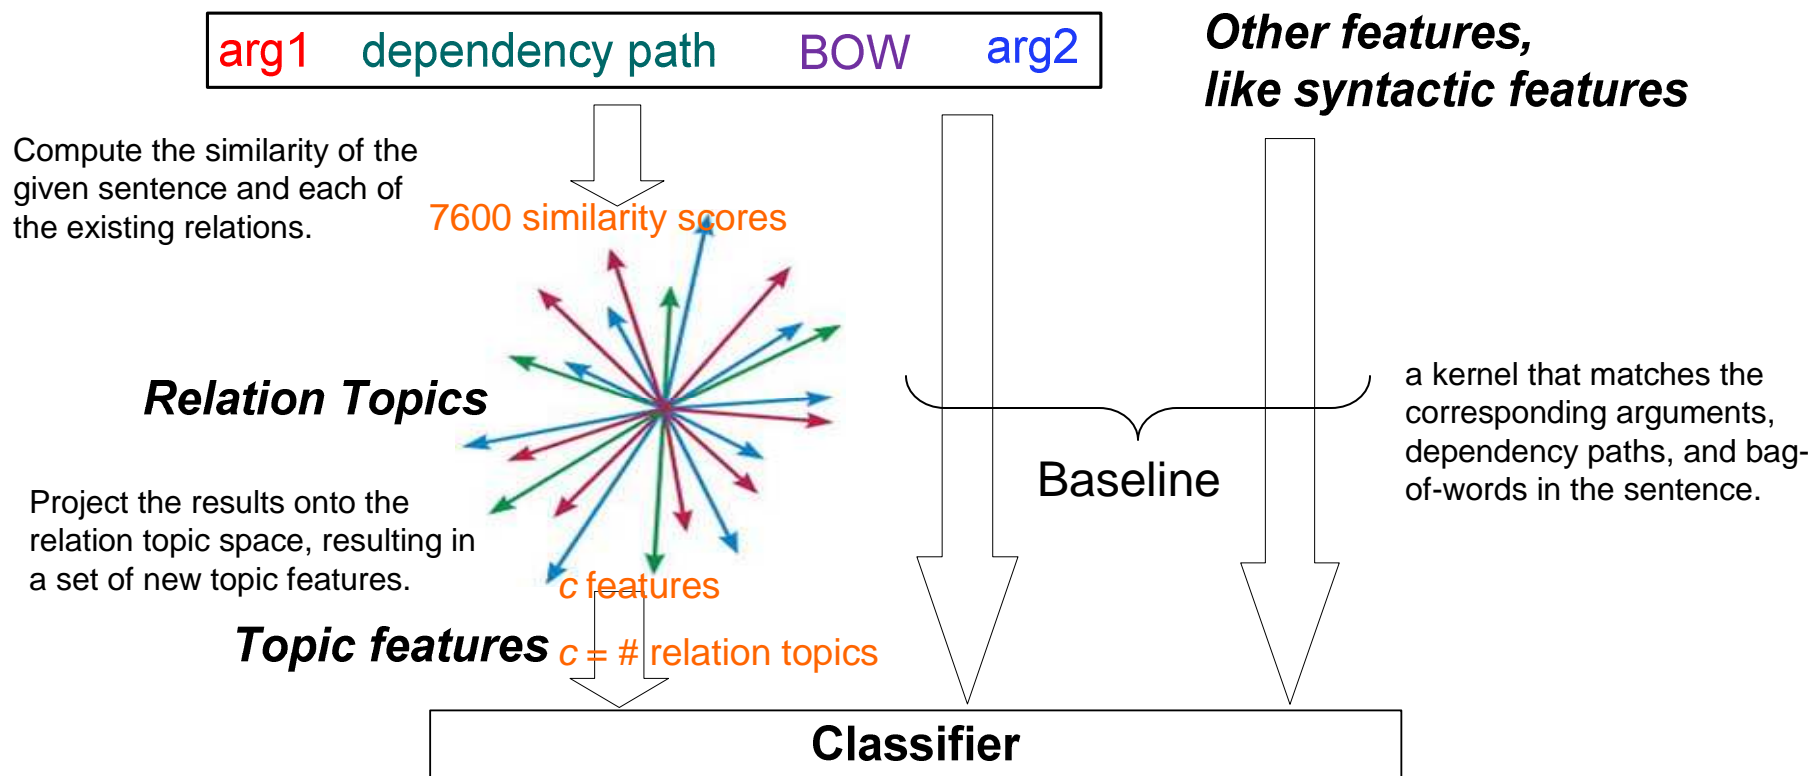 arg1 dependency path BOW arg2
Other features,
like syntactic features
Compute the similarity of the
given sentence and each of
the existing relations.
7600 similarity scores
Relation Topics
a kernel that matches the
corresponding arguments,
dependency paths, and bag-
of-words in the sentence.
Baseline
Project the results onto the
relation topic space, resulting in
a set of new topic features.
c features
Topic features
c = # relation topics
Classifier